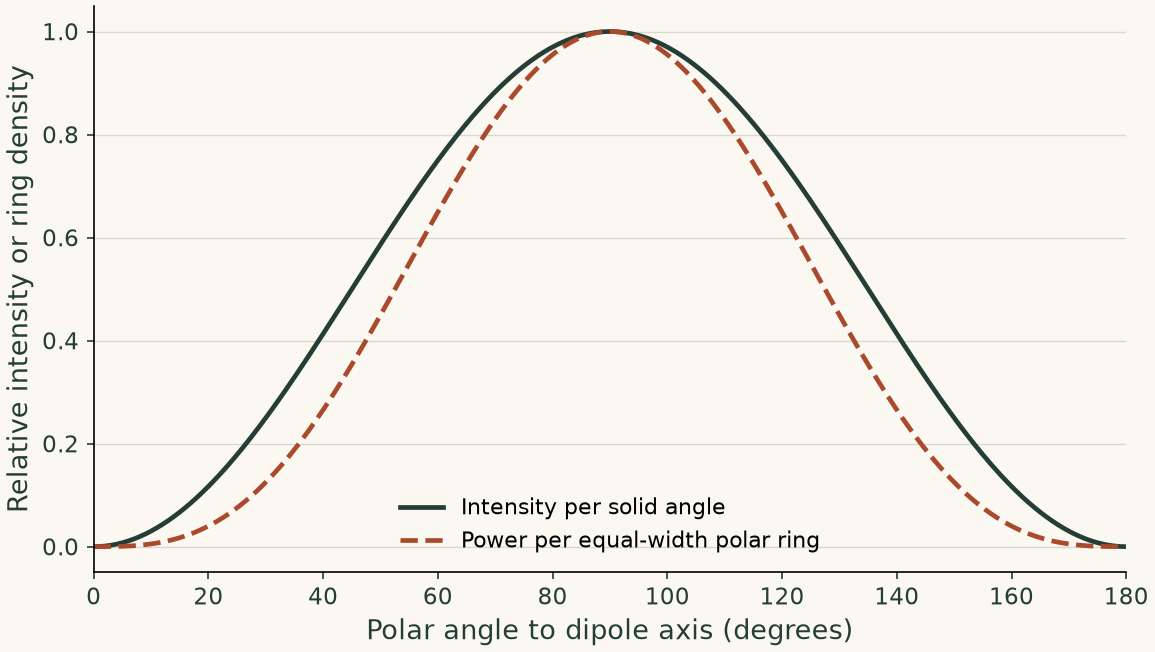 Relative intensity or ring density
1.0
0.8
0.6
0.4
0.2
0.0
Intensity per solid angle
Power per equal-width polar ring
0 20 40 60 80 100 120 140 160 180
Polar angle to dipole axis (degrees)